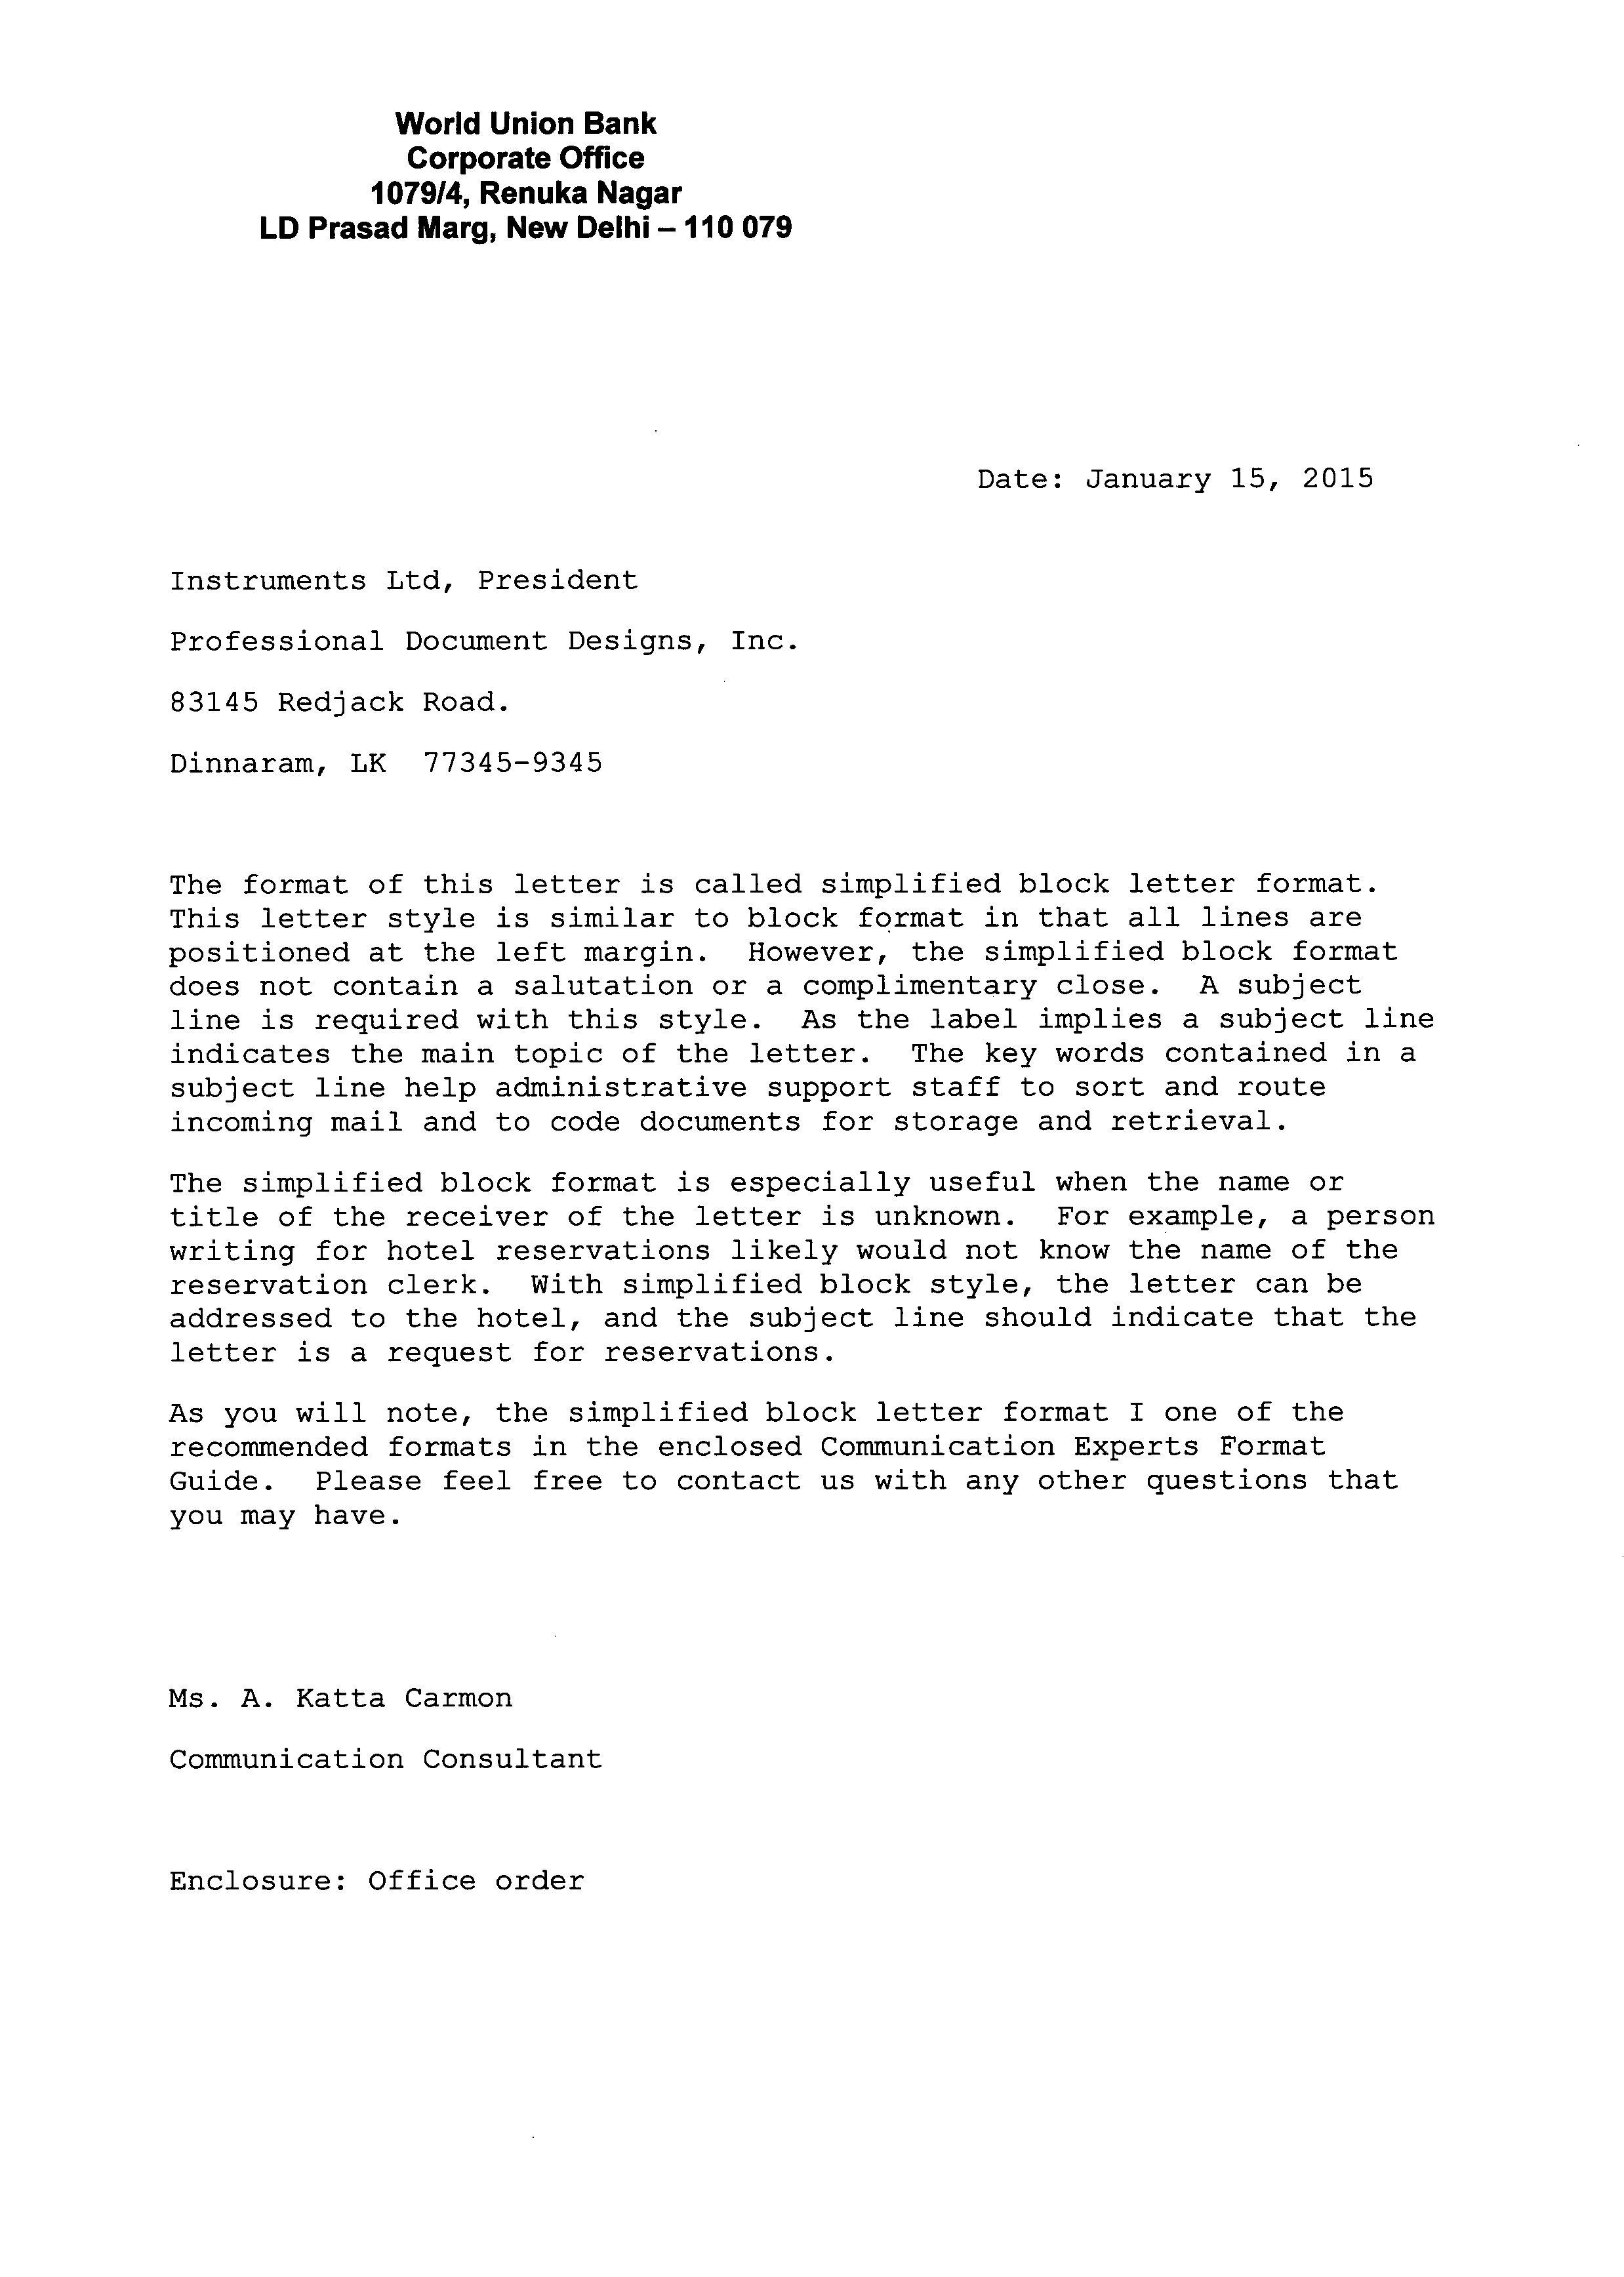 World Union Bank
Corporate Office
1079/4, Renuka Nagar
LD Prasad Marg, New Delhi – 110 079
Date: January 15, 2015
Instruments Ltd, President
Professional Document Designs, Inc.
83145 Redjack Road.
Dinnaram, LK  77345-9345
The format of this letter is called simplified block letter format.
This letter style is similar to block format in that all lines are
positioned at the left margin.  However, the simplified block format
does not contain a salutation or a complimentary close.  A subject
line is required with this style.  As the label implies a subject line
indicates the main topic of the letter.  The key words contained in a
subject line help administrative support staff to sort and route
incoming mail and to code documents for storage and retrieval.
The simplified block format is especially useful when the name or
title of the receiver of the letter is unknown.  For example, a person
writing for hotel reservations likely would not know the name of the
reservation clerk.  With simplified block style, the letter can be
addressed to the hotel, and the subject line should indicate that the
letter is a request for reservations.
As you will note, the simplified block letter format I one of the
recommended formats in the enclosed Communication Experts Format
Guide.  Please feel free to contact us with any other questions that
you may have.
Ms. A. Katta Carmon
Communication Consultant
Enclosure: Office order